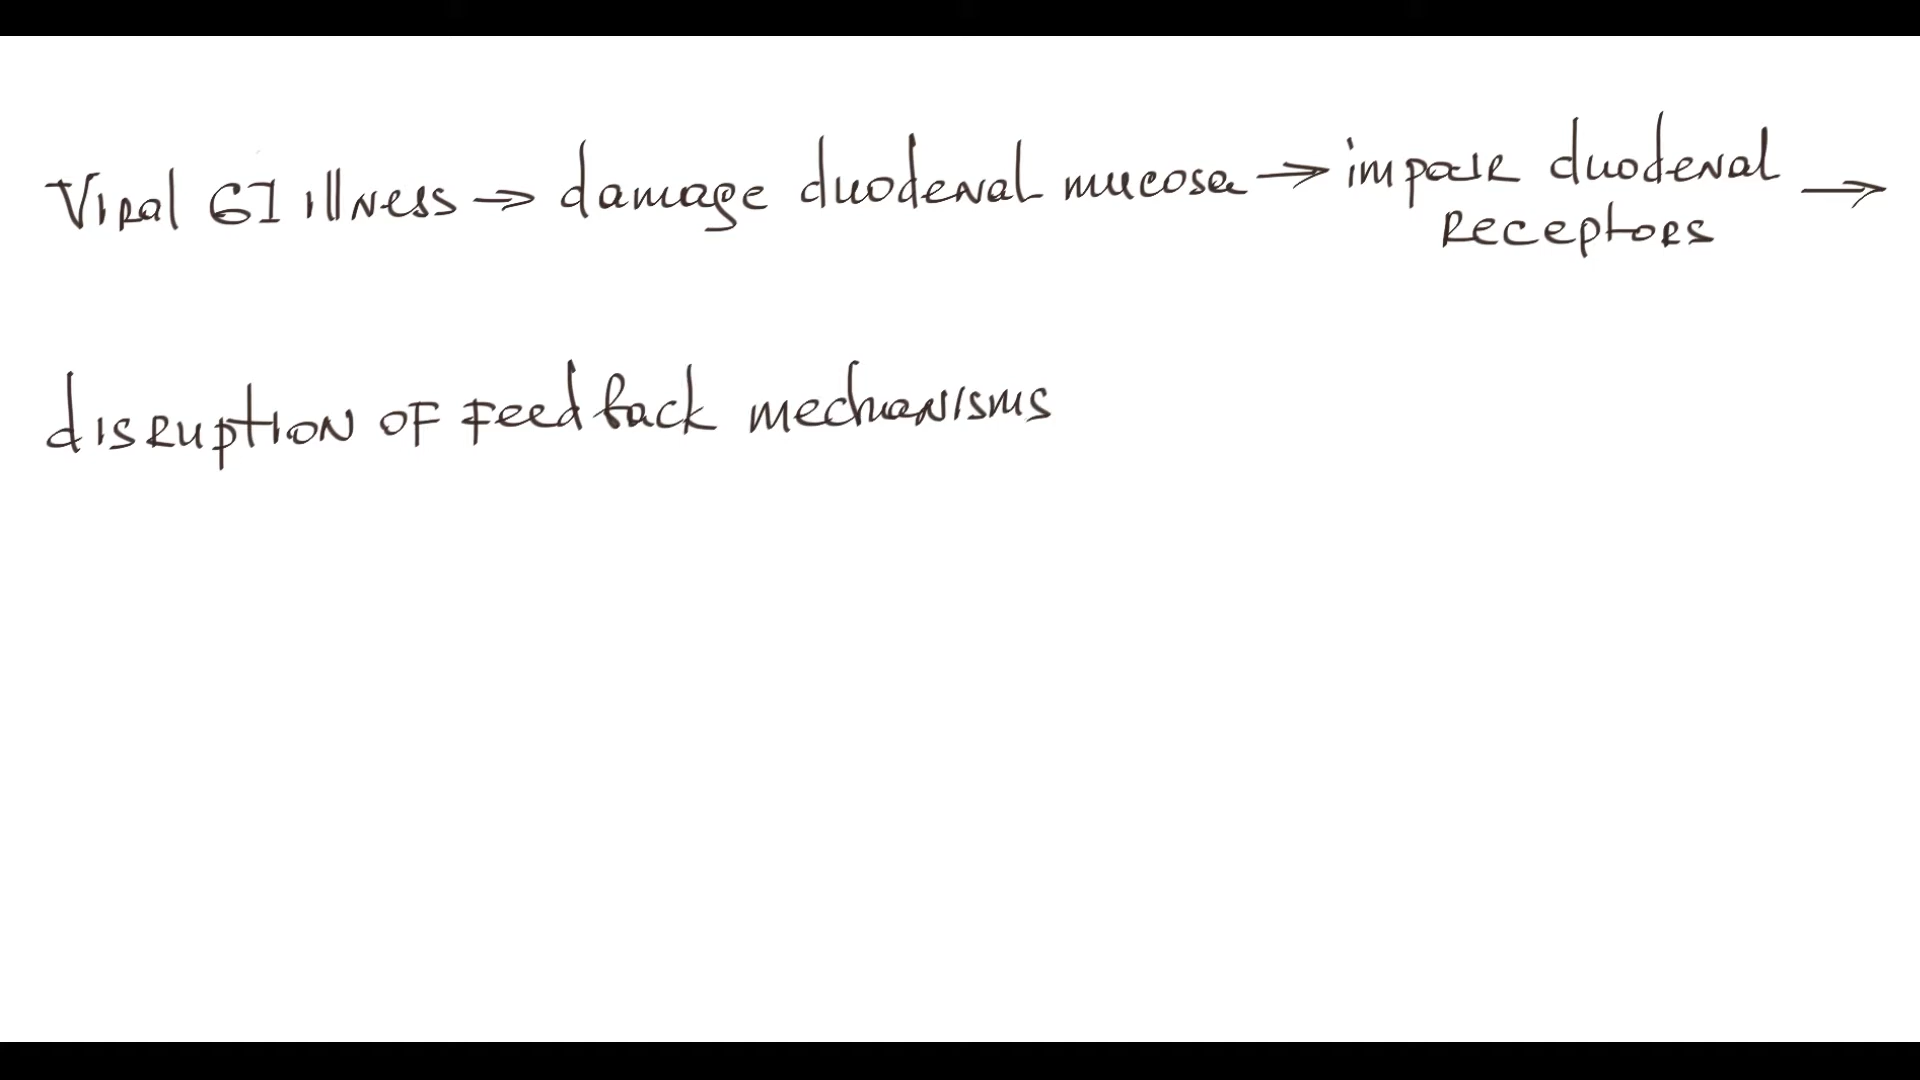 Viral GI illness → damage duodenal mucosa → impair duodenal receptors →
disruption of feedback mechanisms